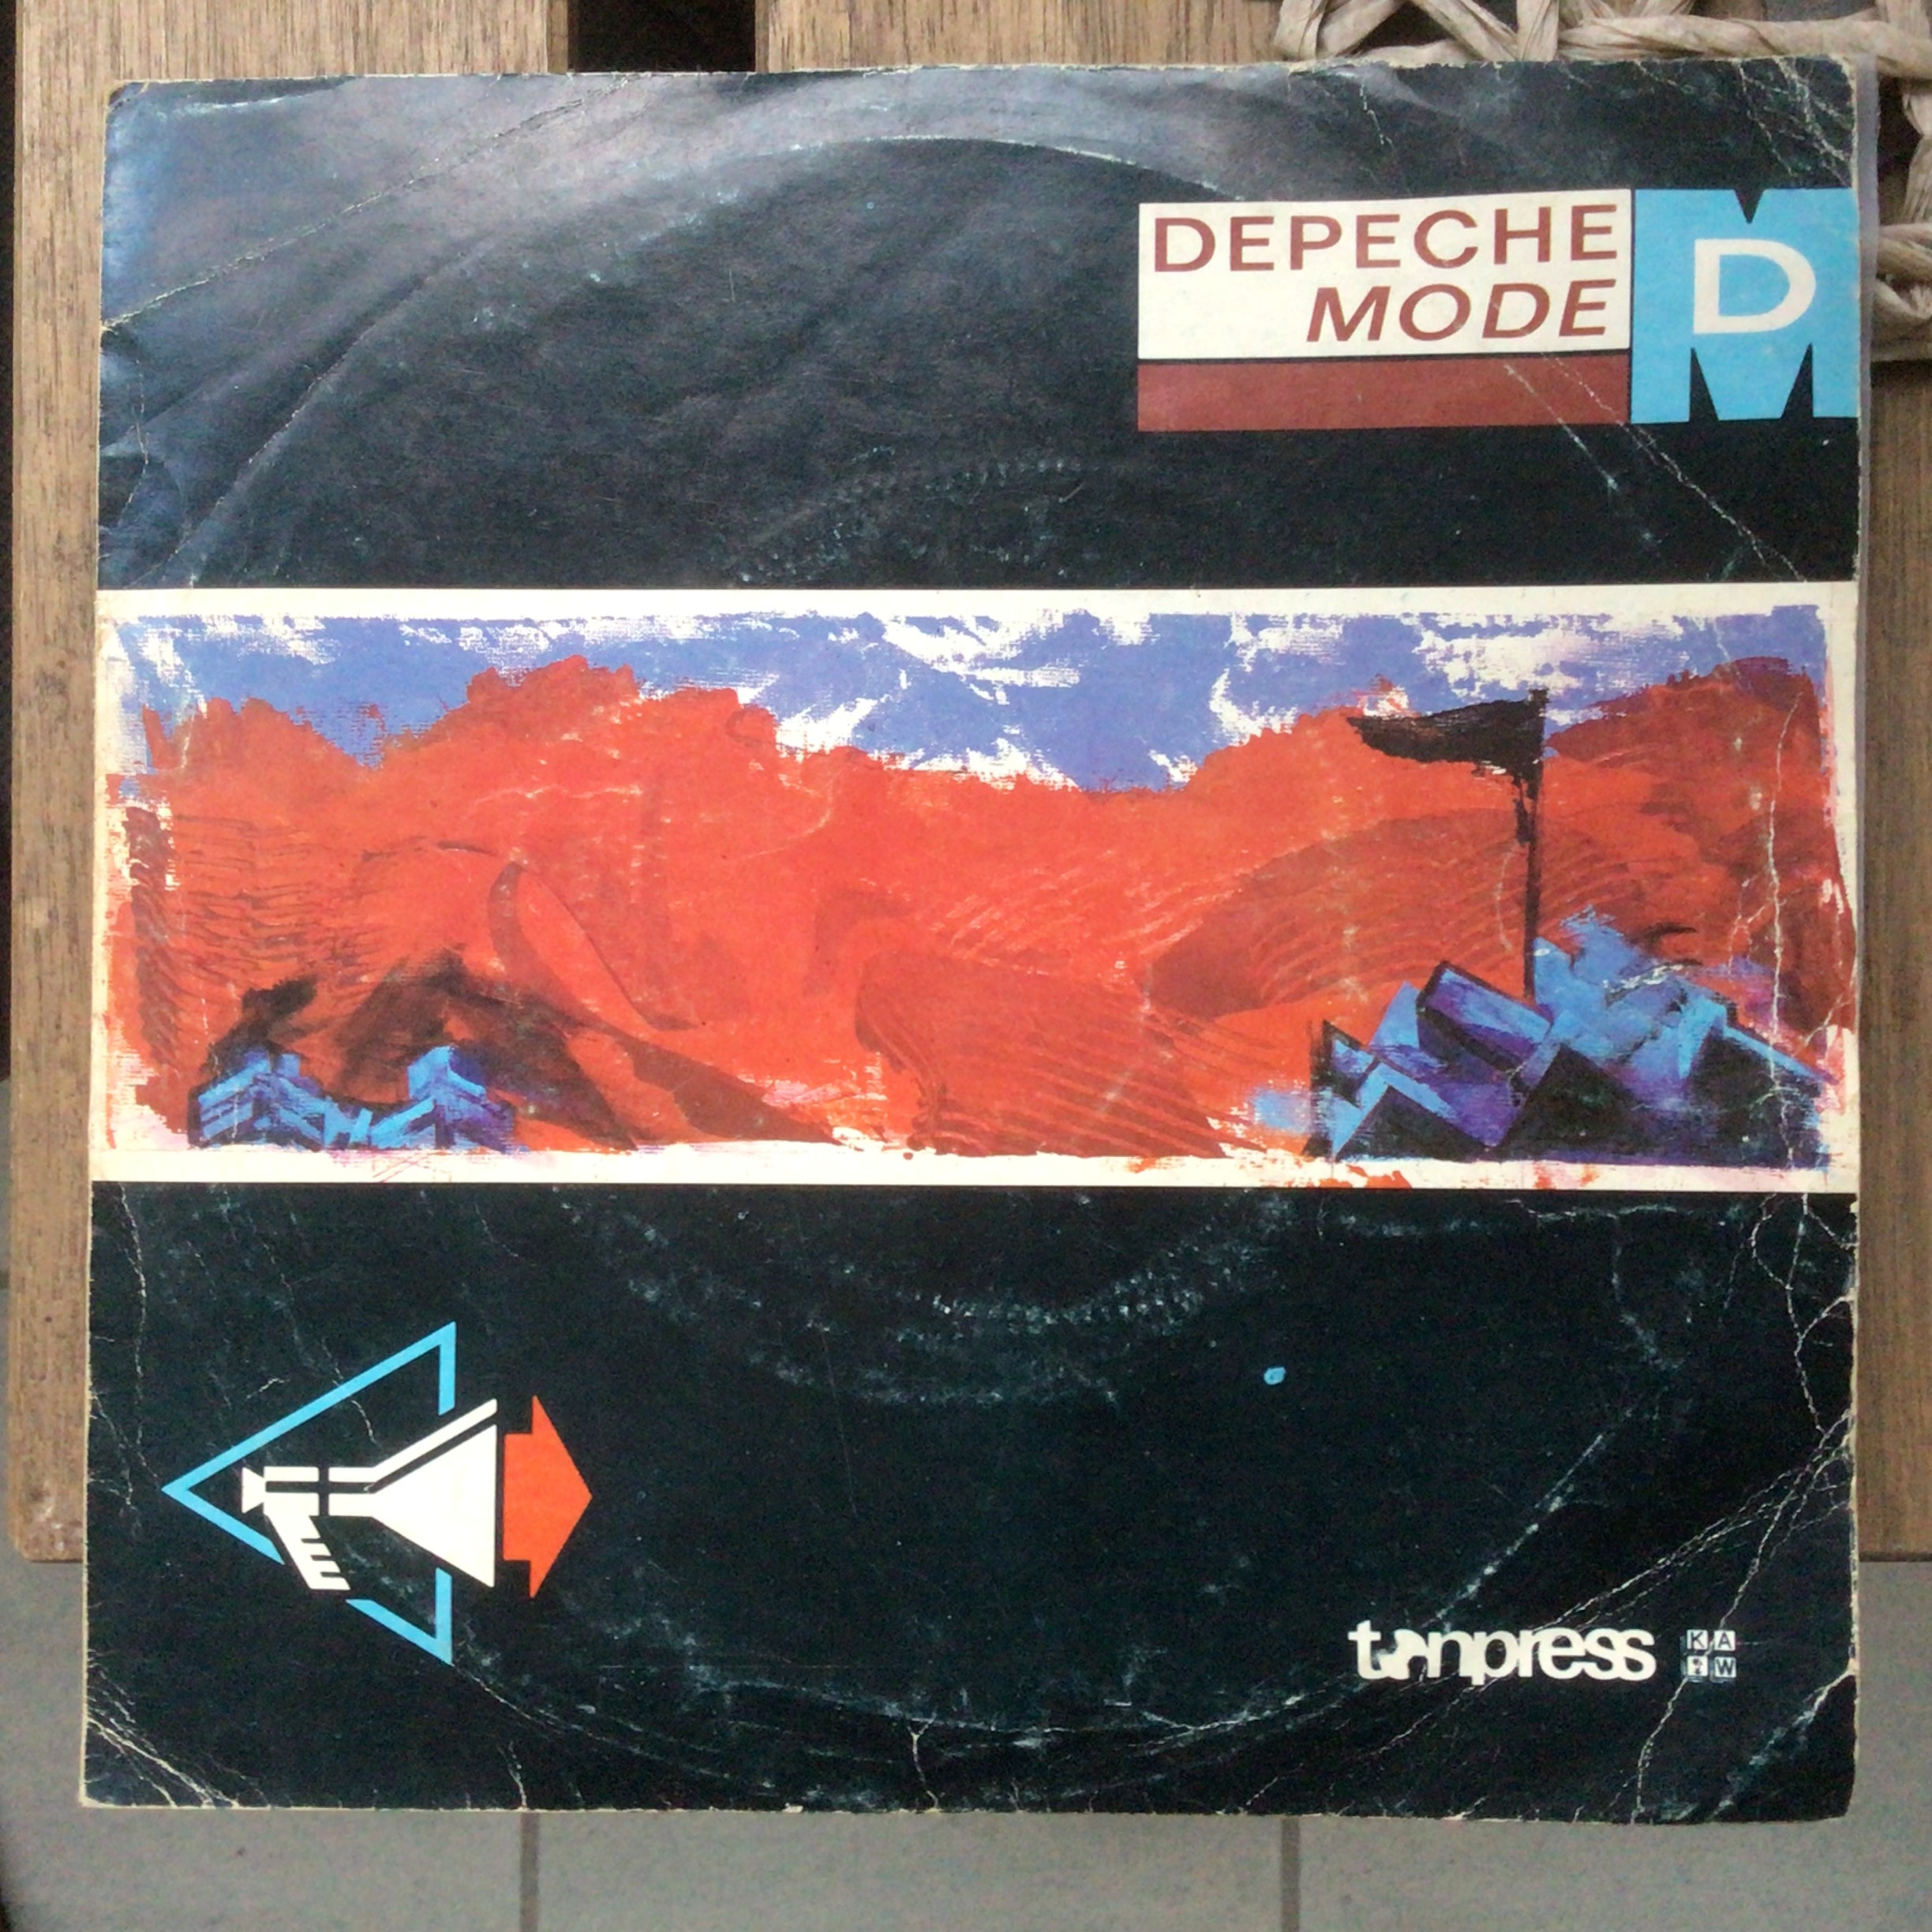 DEPECHE
MODE
D
M
tonpress
KA
W